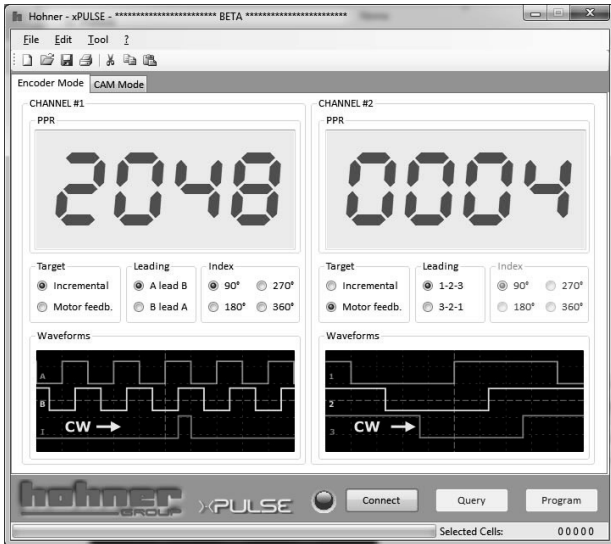 Hohner - xPULSE - ************************ BETA ************************
File Edit Tool ?
Encoder Mode CAM Mode
CHANNEL #1
PPR
2048
Target
Incremental
Motor feedb.
Leading
A lead B
B lead A
Index
90° 270°
180° 360°
Waveforms
A
B
I
CW
CHANNEL #2
PPR
0004
Target
Incremental
Motor feedb.
Leading
1-2-3
3-2-1
Index
90° 270°
180° 360°
Waveforms
1
2
3
CW
hohner GROUP xPULSE Connect Query Program
Selected Cells: 00000